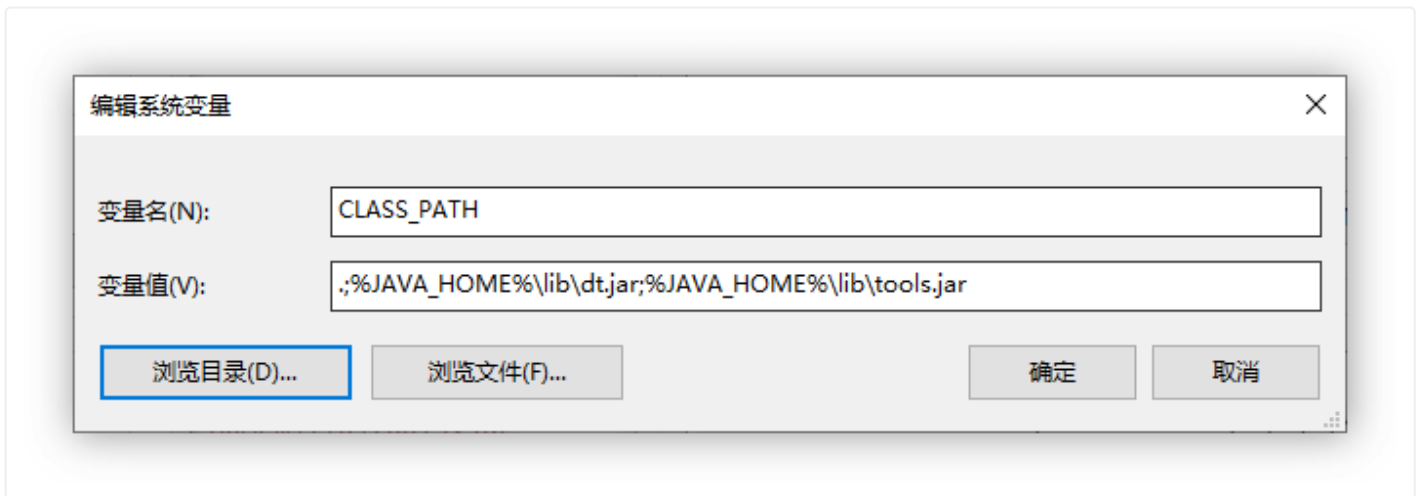 编辑系统变量
变量名(N):
CLASS_PATH
变量值(V):
.;%JAVA_HOME%\lib\dt.jar;%JAVA_HOME%\lib\tools.jar
浏览目录(D)...
浏览文件(F)...
确定
取消